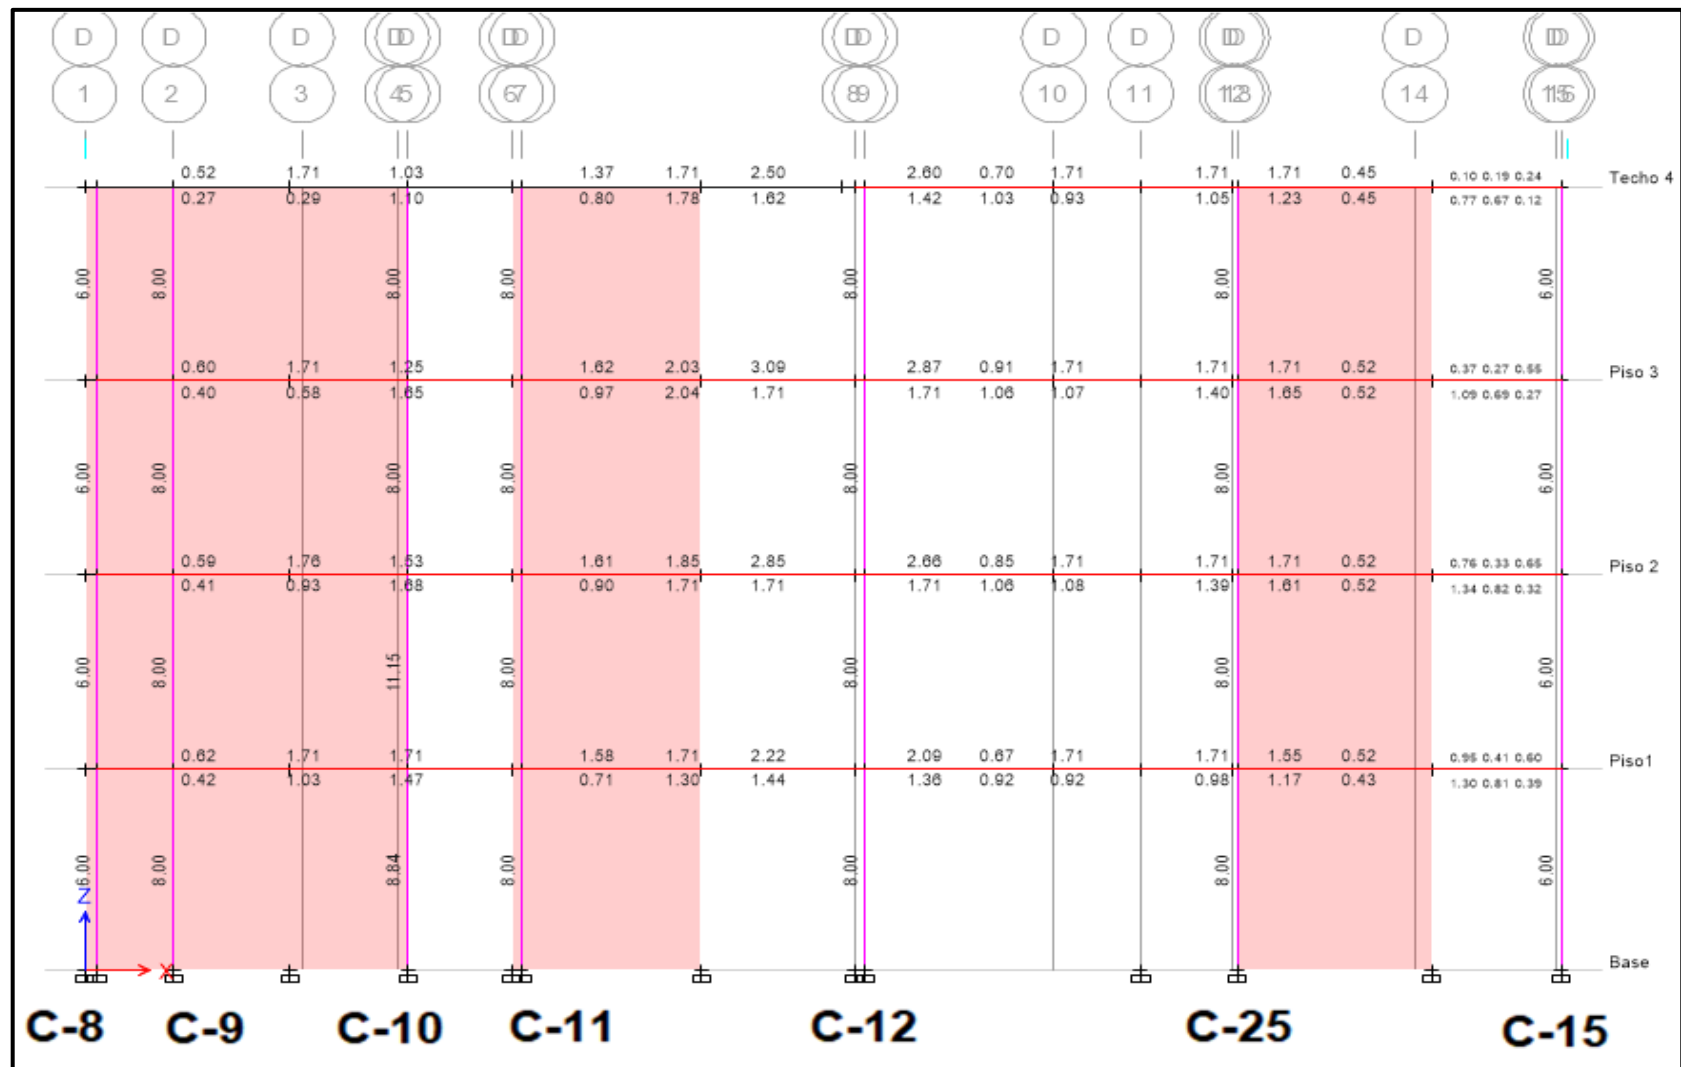 D D D D D D D D D D D D D D D D
1 2 3 4 5 6 7 8 9 10 11 12 13 14 15 16
0.52 1.71 1.03 1.37 1.71 2.50 2.60 0.70 1.71 1.71 1.71 0.45 0.10 0.19 0.24
Techo 4
0.27 0.29 1.10 0.80 1.78 1.62 1.42 1.03 0.93 1.05 1.23 0.45 0.77 0.67 0.12
6.00 8.00 8.00 8.00 8.00 8.00 6.00
0.60 1.71 1.25 1.62 2.03 3.09 2.87 0.91 1.71 1.71 1.71 0.52 0.37 0.27 0.55
Piso 3
0.40 0.58 1.65 0.97 2.04 1.71 1.71 1.06 1.07 1.40 1.65 0.52 1.09 0.69 0.27
6.00 8.00 8.00 8.00 8.00 8.00 6.00
0.59 1.76 1.53 1.61 1.85 2.85 2.66 0.85 1.71 1.71 1.71 0.52 0.76 0.33 0.65
Piso 2
0.41 0.93 1.68 0.90 1.71 1.71 1.71 1.06 1.08 1.39 1.61 0.52 1.34 0.82 0.32
6.00 8.00 11.15 8.00 8.00 8.00 6.00
0.62 1.71 1.71 1.58 1.71 2.22 2.09 0.67 1.71 1.71 1.55 0.52 0.95 0.41 0.60
Piso1
0.42 1.03 1.47 0.71 1.30 1.44 1.36 0.92 0.92 0.98 1.17 0.43 1.30 0.81 0.39
6.00 8.00 8.84 8.00 8.00 8.00 6.00
Z
X
Base
C-8 C-9 C-10 C-11 C-12 C-25 C-15